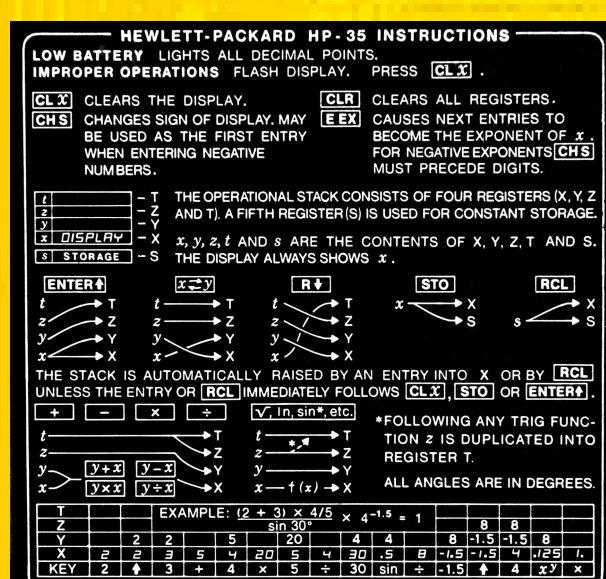 HEWLETT-PACKARD HP-35 INSTRUCTIONS
LOW BATTERY LIGHTS ALL DECIMAL POINTS.
IMPROPER OPERATIONS FLASH DISPLAY. PRESS CL x .
CL x CLEARS THE DISPLAY.
CH S CHANGES SIGN OF DISPLAY. MAY
BE USED AS THE FIRST ENTRY
WHEN ENTERING NEGATIVE
NUMBERS.
CLR CLEARS ALL REGISTERS.
E EX CAUSES NEXT ENTRIES TO
BECOME THE EXPONENT OF x .
FOR NEGATIVE EXPONENTS CH S
MUST PRECEDE DIGITS.
t – T
z – Z
y – Y
x DISPLAY – X
s STORAGE – S
THE OPERATIONAL STACK CONSISTS OF FOUR REGISTERS (X, Y, Z
AND T). A FIFTH REGISTER (S) IS USED FOR CONSTANT STORAGE.
x, y, z, t AND s ARE THE CONTENTS OF X, Y, Z, T AND S.
THE DISPLAY ALWAYS SHOWS x .
ENTER↑ x⇄y R↓ STO RCL
t T t T t T x X X
z Z z Z z Z S s S
y Y y Y y Y
x X x X x X
THE STACK IS AUTOMATICALLY RAISED BY AN ENTRY INTO X OR BY RCL
UNLESS THE ENTRY OR RCL IMMEDIATELY FOLLOWS CL x , STO OR ENTER↑ .
+ − × ÷ √, ln, sin*, etc.
t T t T
z Z z * Z
y y+x y−x Y y Y
x y×x y÷x X x f (x) X
*FOLLOWING ANY TRIG FUNC-
TION z IS DUPLICATED INTO
REGISTER T.
ALL ANGLES ARE IN DEGREES.
T EXAMPLE: (2 + 3) × 4/5 × 4^-1.5 = 1
Z sin 30° 8 8
Y 2 2 5 20 4 8 -1.5 -1.5 8
X 2 2 3 5 4 20 5 4 30 .5 8 -1.5 -1.5 4 .125 1.
KEY 2 ↑ 3 + 4 × 5 ÷ 30 sin ÷ -1.5 ↑ 4 x^y ×